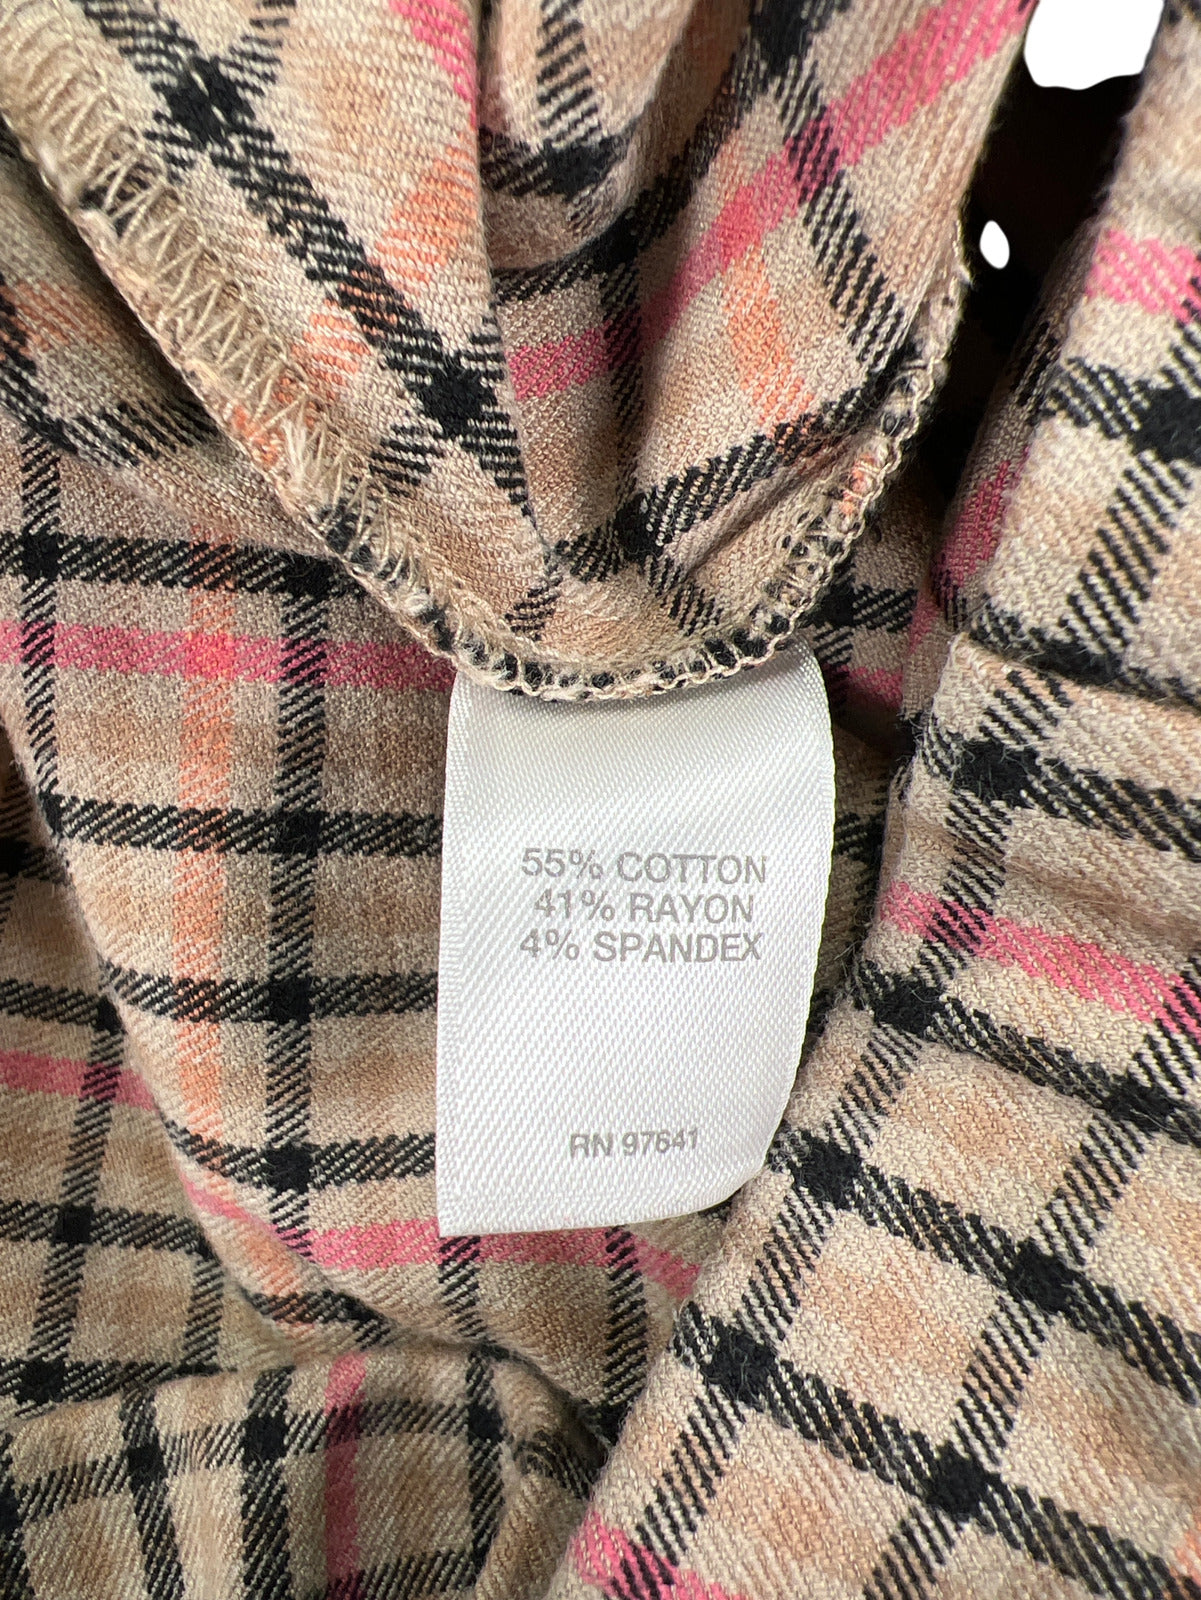 55% COTTON
41% RAYON
4% SPANDEX
RN 97641